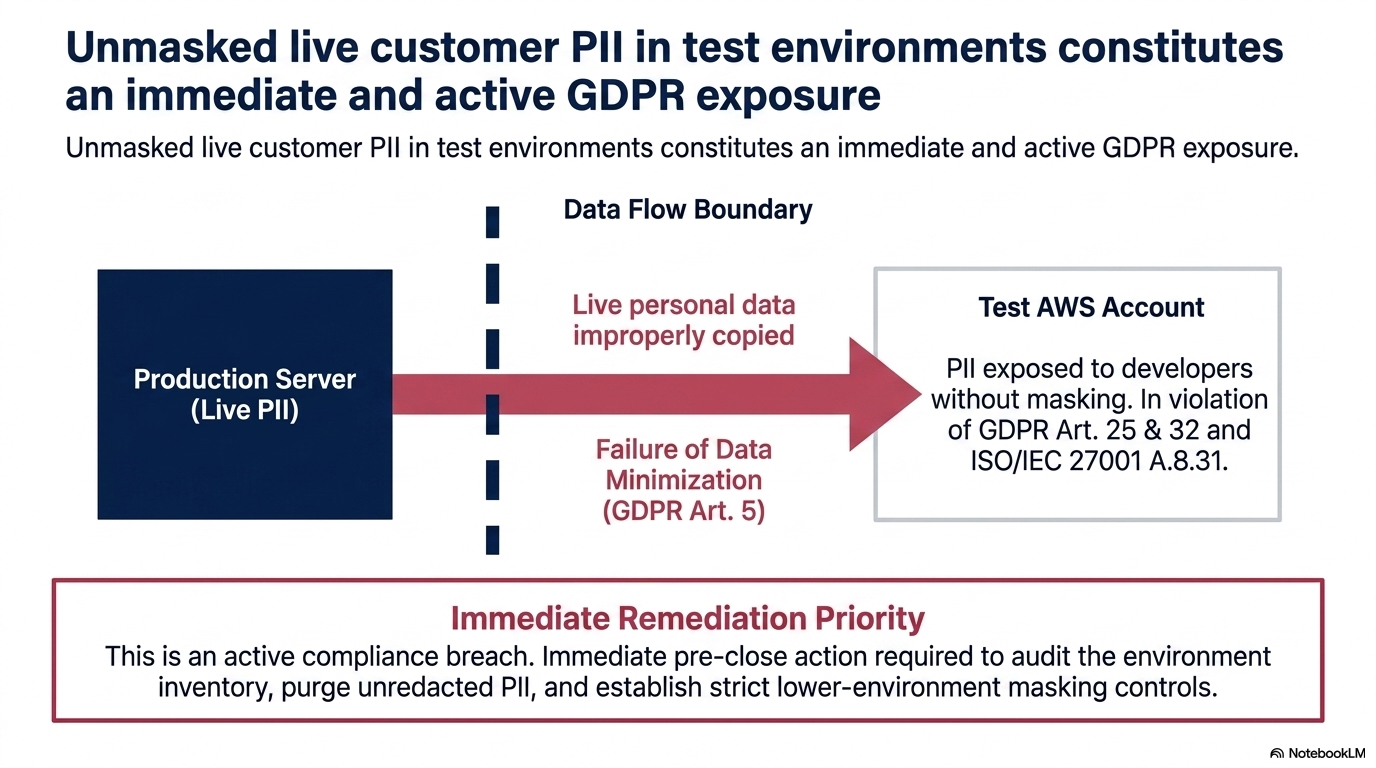 Unmasked live customer PII in test environments constitutes
an immediate and active GDPR exposure
Unmasked live customer PII in test environments constitutes an immediate and active GDPR exposure.
Data Flow Boundary
Production Server
(Live PII)
Live personal data
improperly copied
Failure of Data
Minimization
(GDPR Art. 5)
Test AWS Account
PII exposed to developers
without masking. In violation
of GDPR Art. 25 & 32 and
ISO/IEC 27001 A.8.31.
Immediate Remediation Priority
This is an active compliance breach. Immediate pre-close action required to audit the environment
inventory, purge unredacted PII, and establish strict lower-environment masking controls.
NotebookLM